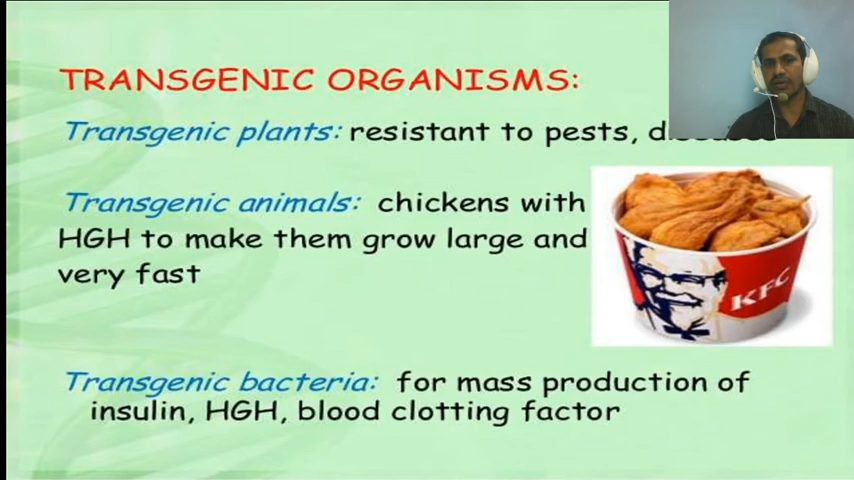 TRANSGENIC ORGANISMS:
Transgenic plants: resistant to pests,
Transgenic animals: chickens with
HGH to make them grow large and
very fast
KFC
Transgenic bacteria: for mass production of
insulin, HGH, blood clotting factor